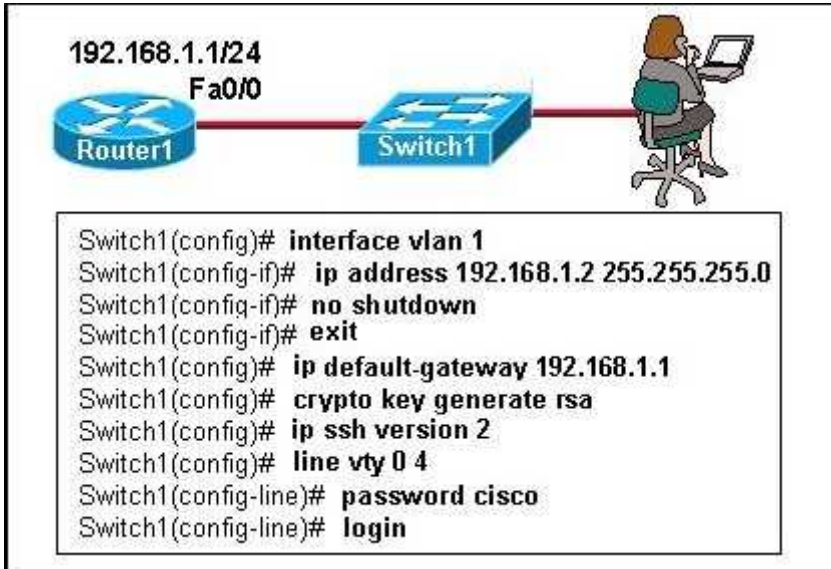 192.168.1.1/24
Fa0/0
Router1
Switch1
Switch1(config)# interface vlan 1
Switch1(config-if)# ip address 192.168.1.2 255.255.255.0
Switch1(config-if)# no shutdown
Switch1(config-if)# exit
Switch1(config)# ip default-gateway 192.168.1.1
Switch1(config)# crypto key generate rsa
Switch1(config)# ip ssh version 2
Switch1(config)# line vty 0 4
Switch1(config-line)# password cisco
Switch1(config-line)# login